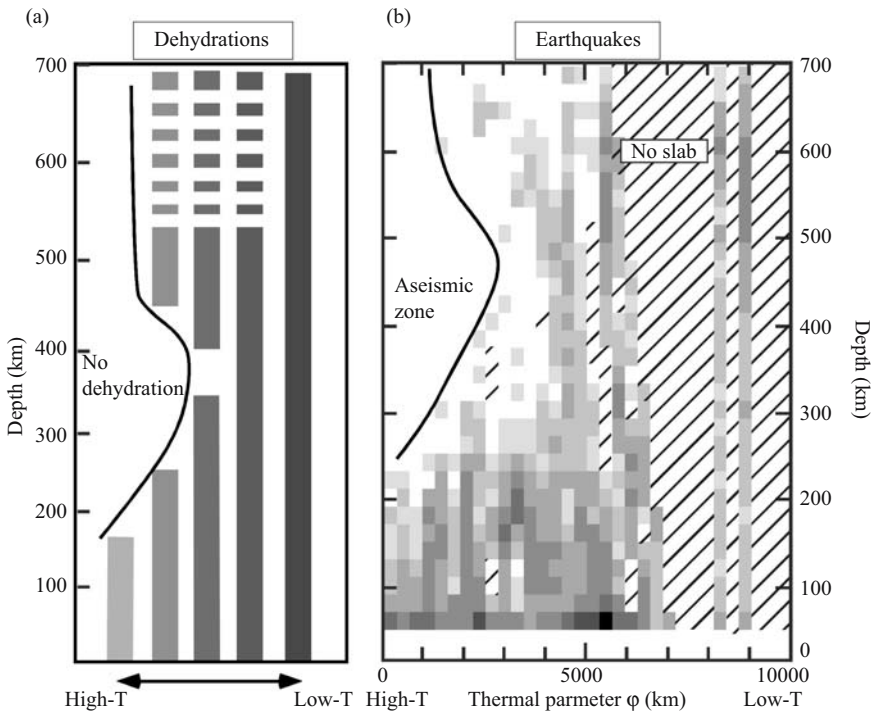 (a)
Dehydrations
700
600
500
400
300
200
100
Depth (km)
No
dehydration
High-T
Low-T
(b)
Earthquakes
700
600
500
400
300
200
100
0
Depth (km)
No slab
Aseismic
zone
0
5000
10000
High-T
Thermal parmeter φ (km)
Low-T